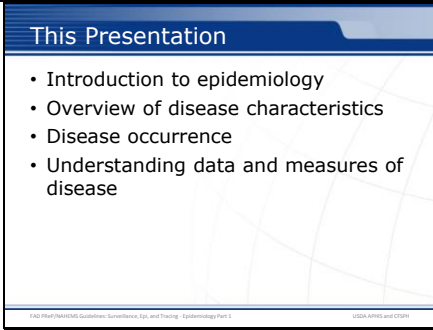 This Presentation
• Introduction to epidemiology
• Overview of disease characteristics
• Disease occurrence
• Understanding data and measures of
disease
FAD PReP/NAHEMS Guidelines: Surveillance, Epi, and Tracing - Epidemiology Part 1
USDA APHIS and CFSPH